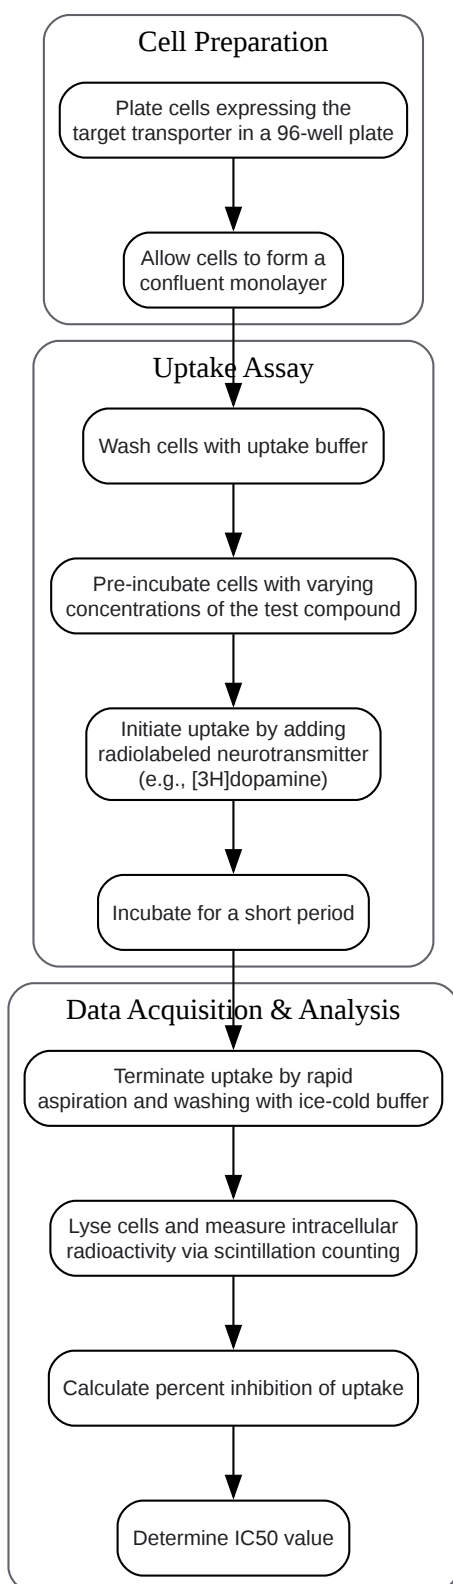 Cell Preparation
Plate cells expressing the
target transporter in a 96-well plate
Allow cells to form a
confluent monolayer
Uptake Assay
Wash cells with uptake buffer
Pre-incubate cells with varying
concentrations of the test compound
Initiate uptake by adding
radiolabeled neurotransmitter
(e.g., [3H]dopamine)
Incubate for a short period
Data Acquisition & Analysis
Terminate uptake by rapid
aspiration and washing with ice-cold buffer
Lyse cells and measure intracellular
radioactivity via scintillation counting
Calculate percent inhibition of uptake
Determine IC50 value